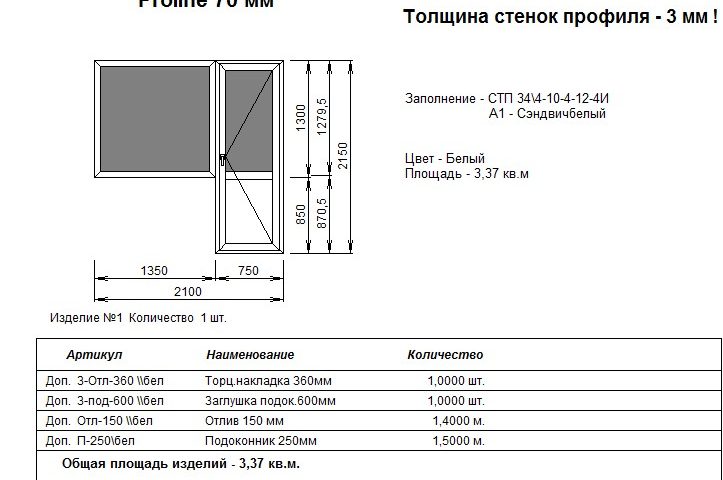 Proline 70 мм
Толщина стенок профиля - 3 мм !
Заполнение - СТП 34\4-10-4-12-4И
А1 - Сэндвичбелый
Цвет - Белый
Площадь - 3,37 кв.м
1300
1279,5
2150
850
870,5
1350
750
2100
Изделие №1 Количество 1 шт.
Артикул Наименование Количество
Доп. З-Отл-360 \\бел Торц.накладка 360мм 1,0000 шт.
Доп. З-под-600 \\бел Заглушка подок.600мм 1,0000 шт.
Доп. Отл-150 \\бел Отлив 150 мм 1,4000 м.
Доп. П-250\бел Подоконник 250мм 1,5000 м.
Общая площадь изделий - 3,37 кв.м.